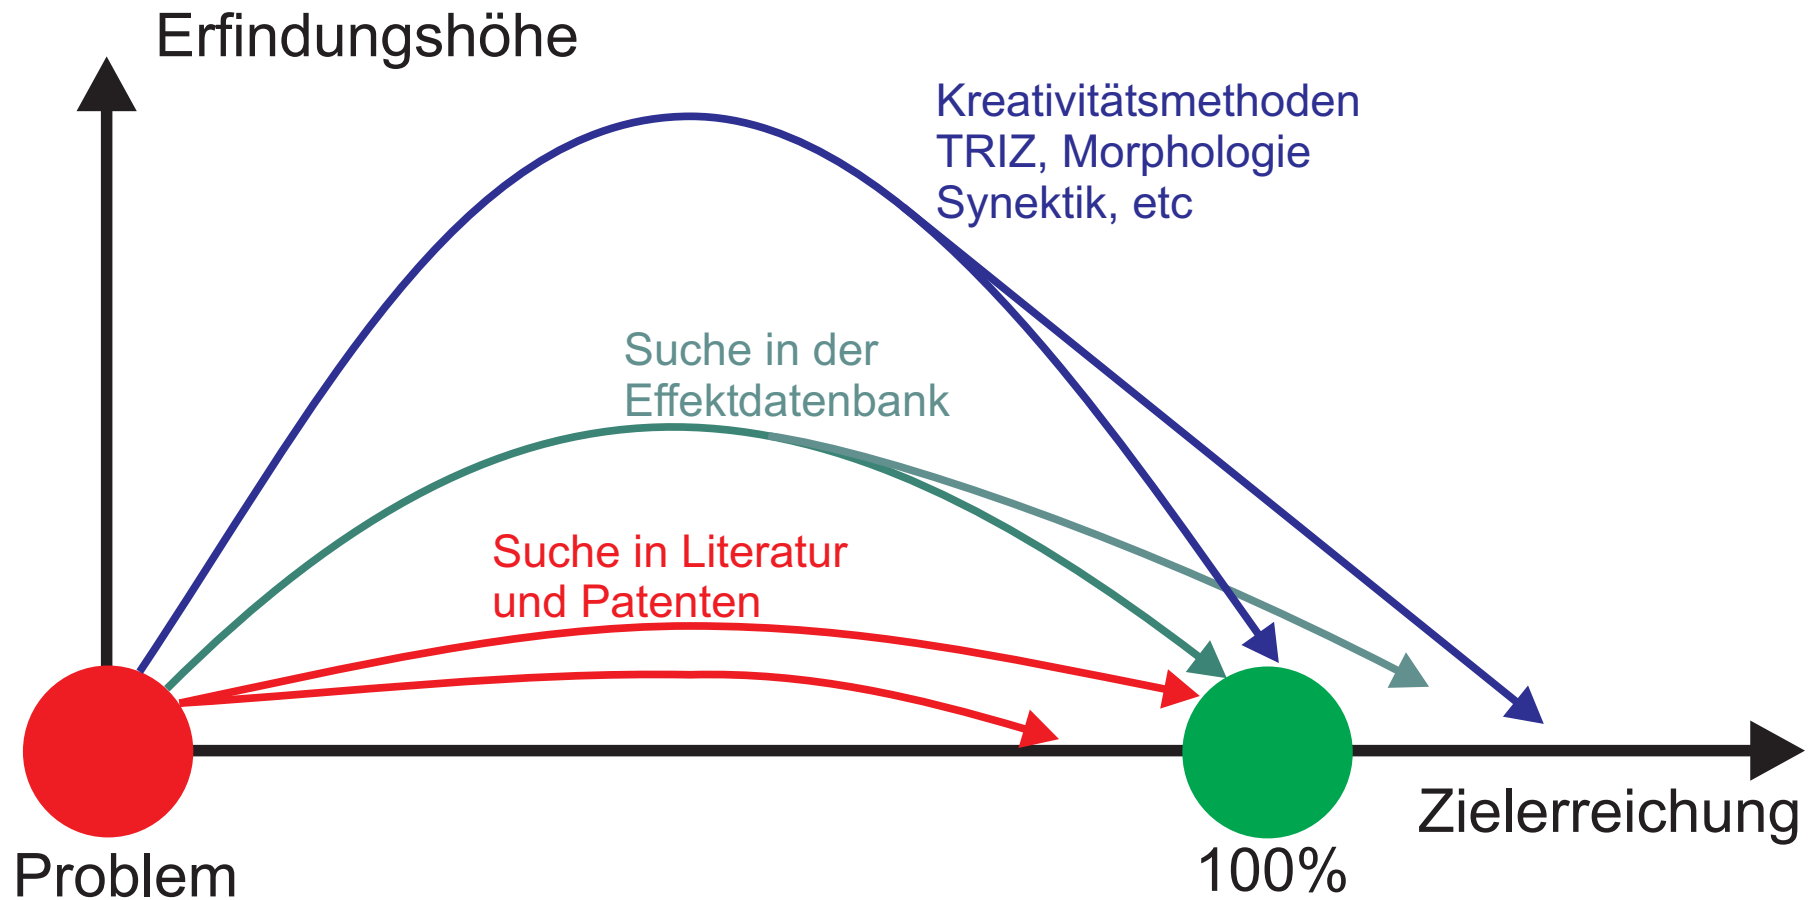 Erfindungshöhe
Kreativitätsmethoden
TRIZ, Morphologie
Synektik, etc
Suche in der
Effektdatenbank
Suche in Literatur
und Patenten
Zielerreichung
Problem
100%